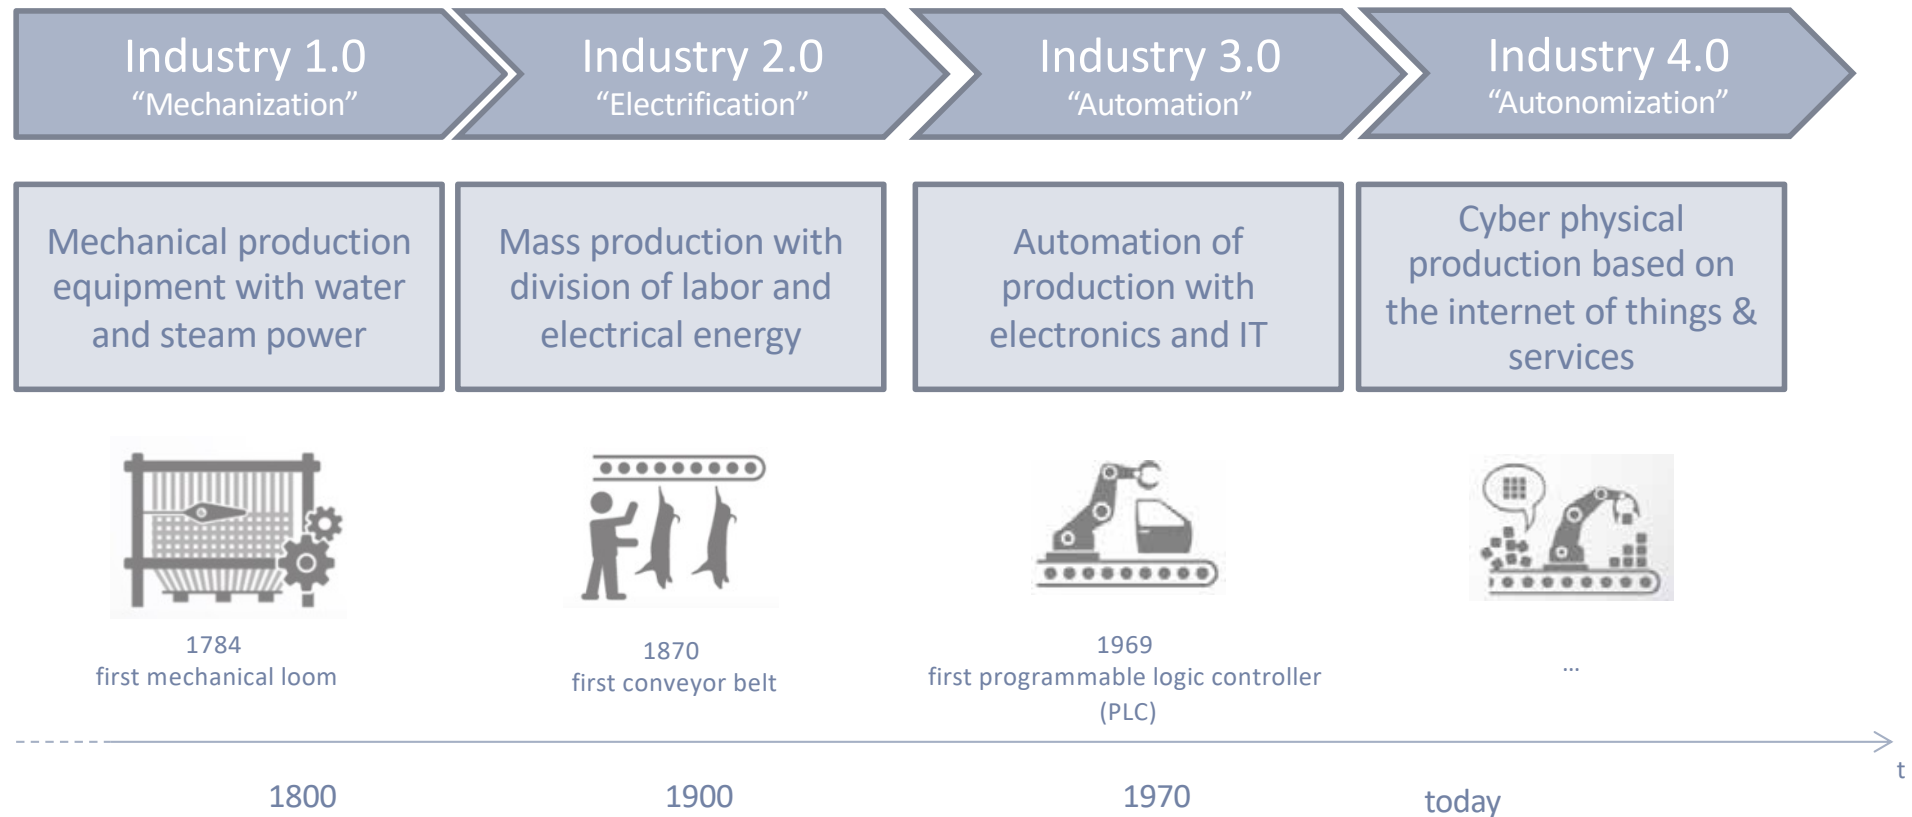 Industry 1.0
“Mechanization”
Industry 2.0
“Electrification”
Industry 3.0
“Automation”
Industry 4.0
“Autonomization”
Mechanical production
equipment with water
and steam power
Mass production with
division of labor and
electrical energy
Automation of
production with
electronics and IT
Cyber physical
production based on
the internet of things &
services
1784
first mechanical loom
1870
first conveyor belt
1969
first programmable logic controller
(PLC)
...
t
1800
1900
1970
today